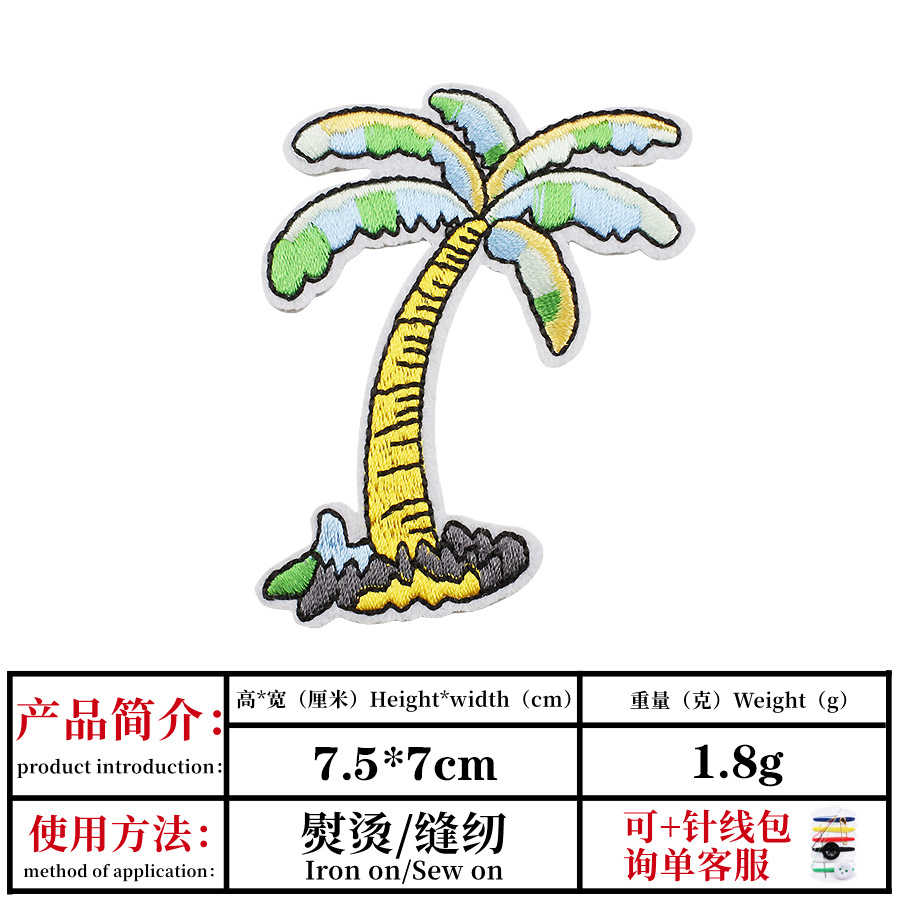 产品简介：
product introduction：
高*宽（厘米）Height*width（cm）
重量（克）Weight（g）
7.5*7cm
1.8g
使用方法：
method of application：
熨烫/缝纫
Iron on/Sew on
可+针线包
询单客服